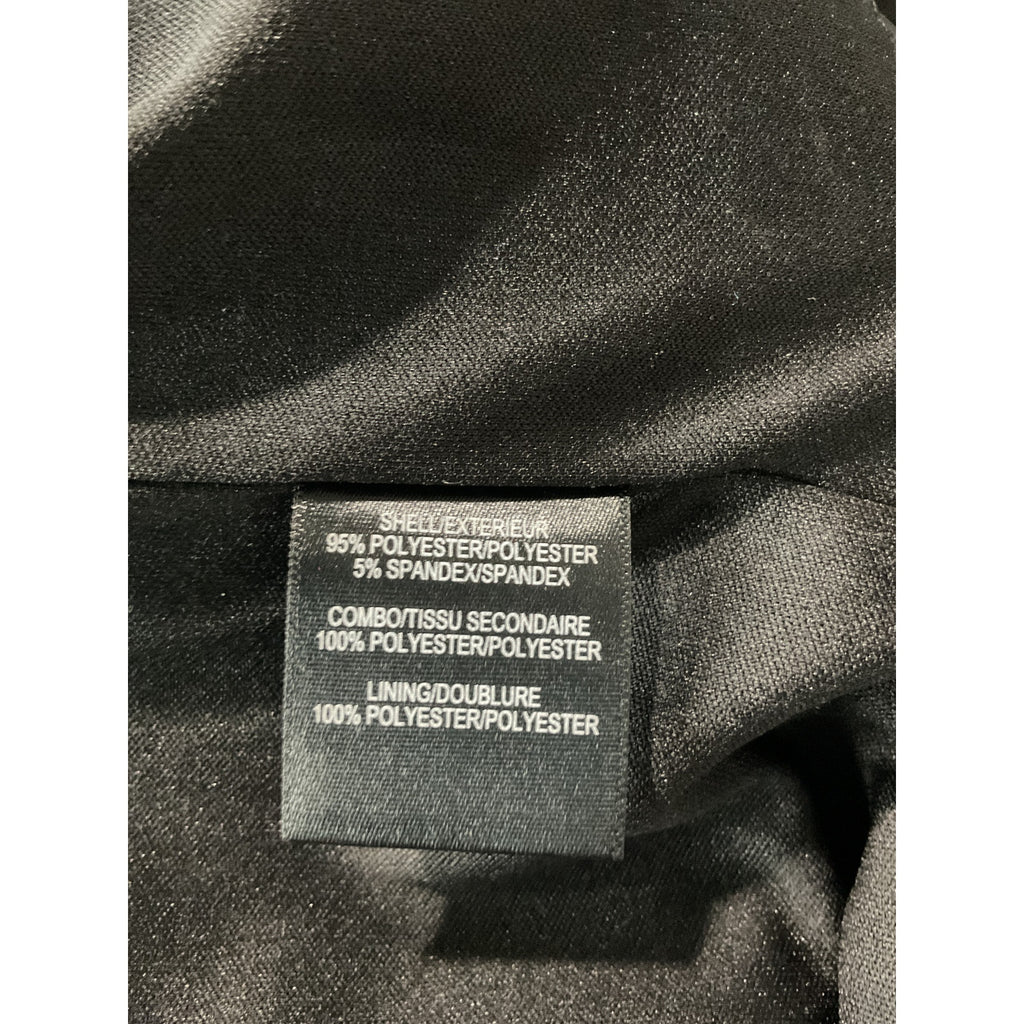 SHELL/EXTERIEUR
95% POLYESTER/POLYESTER
5% SPANDEX/SPANDEX
COMBO/TISSU SECONDAIRE
100% POLYESTER/POLYESTER
LINING/DOUBLURE
100% POLYESTER/POLYESTER